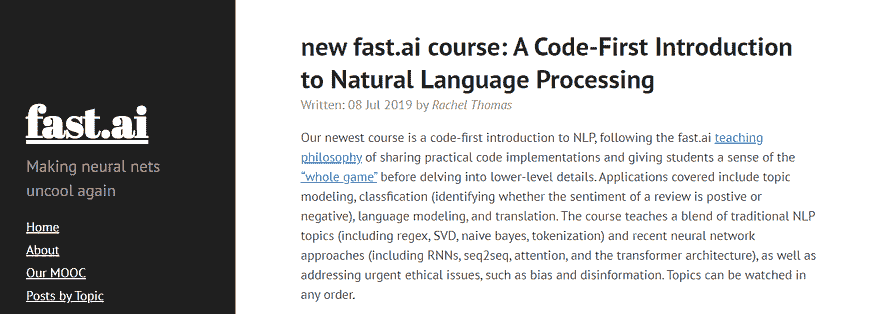 fast.ai
Making neural nets
uncool again
Home
About
Our MOOC
Posts by Topic
new fast.ai course: A Code-First Introduction
to Natural Language Processing
Written: 08 Jul 2019 by Rachel Thomas
Our newest course is a code-first introduction to NLP, following the fast.ai teaching
philosophy of sharing practical code implementations and giving students a sense of the
“whole game” before delving into lower-level details. Applications covered include topic
modeling, classfication (identifying whether the sentiment of a review is postive or
negative), language modeling, and translation. The course teaches a blend of traditional NLP
topics (including regex, SVD, naive bayes, tokenization) and recent neural network
approaches (including RNNs, seq2seq, attention, and the transformer architecture), as well as
addressing urgent ethical issues, such as bias and disinformation. Topics can be watched in
any order.